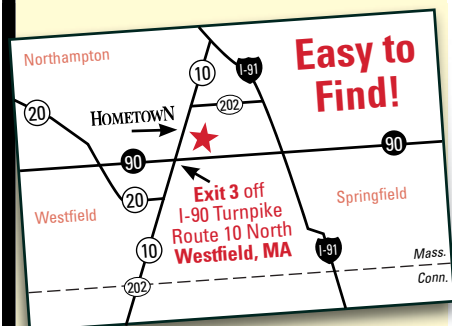 Northampton
Easy to
Find!
10
I-91
20
202
HOMETOWN
90
90
20
Exit 3 off
I-90 Turnpike
Route 10 North
Westfield, MA
Westfield
Springfield
10
I-91
Mass.
Conn.
202